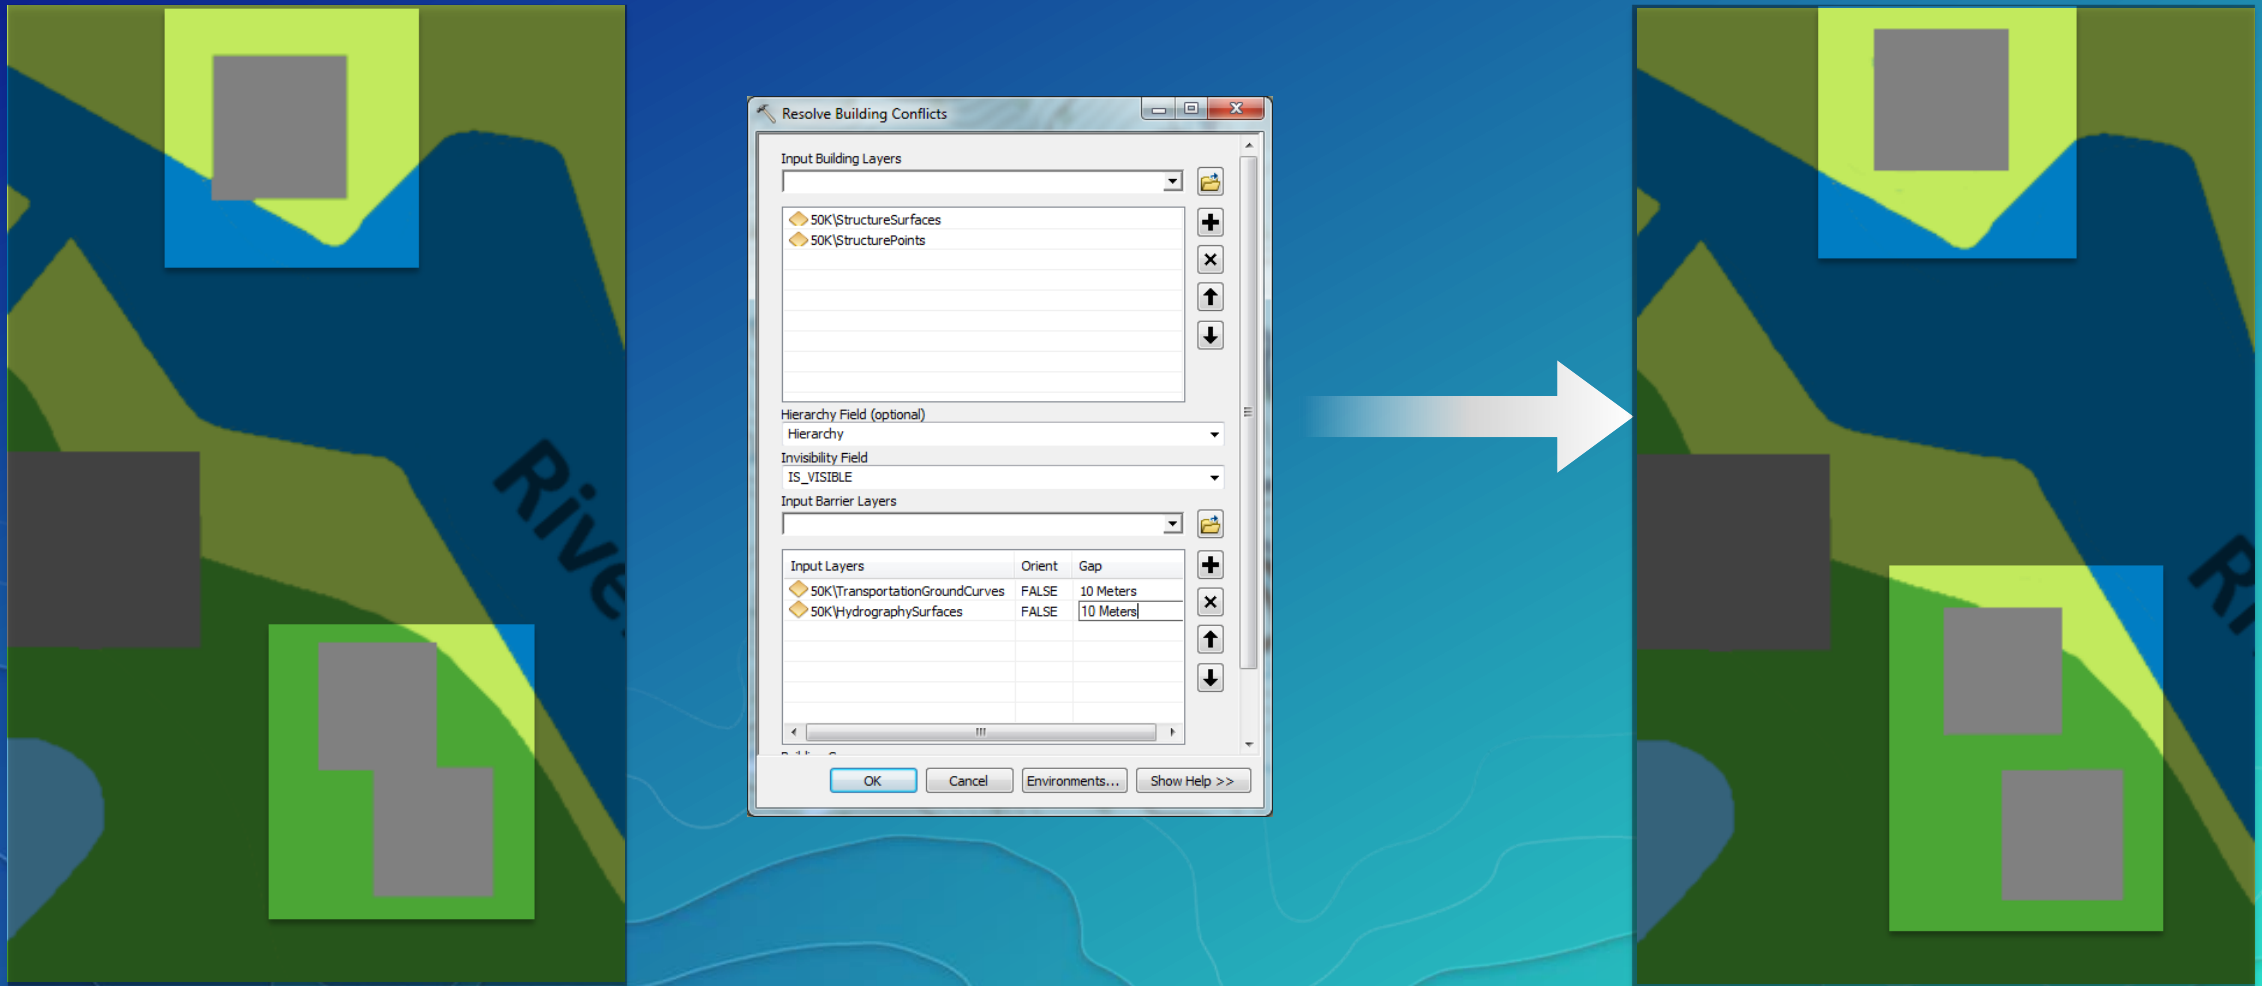 Resolve Building Conflicts
Input Building Layers
50K\StructureSurfaces
50K\StructurePoints
Hierarchy Field (optional)
Hierarchy
Invisibility Field
IS_VISIBLE
Input Barrier Layers
Input Layers Orient Gap
50K\TransportationGroundCurves FALSE 10 Meters
50K\HydrographySurfaces FALSE 10 Meters
OK Cancel Environments... Show Help >>
Rive
Ri